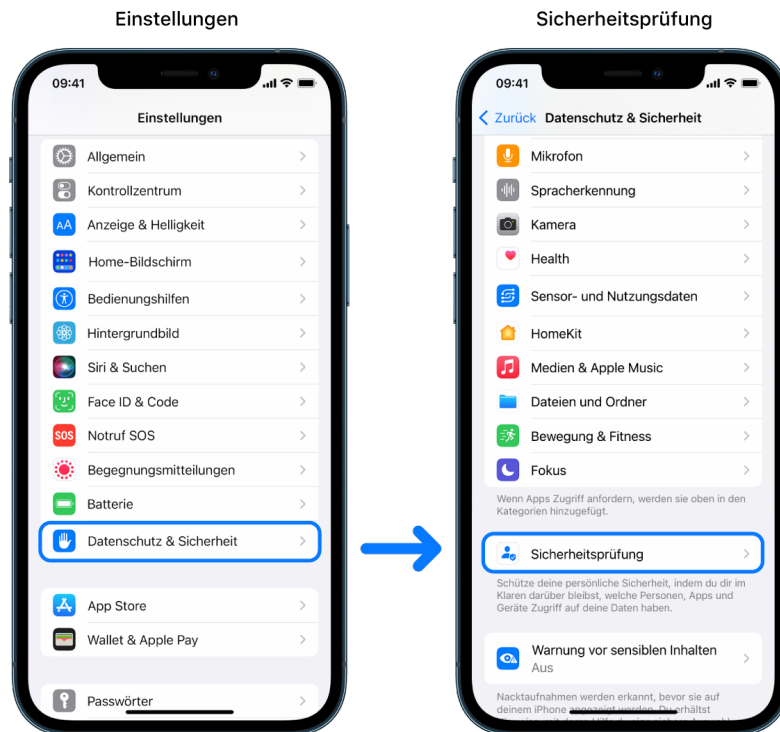 Einstellungen
09:41
Einstellungen
Allgemein
Kontrollzentrum
AA Anzeige & Helligkeit
Home-Bildschirm
Bedienungshilfen
Hintergrundbild
Siri & Suchen
Face ID & Code
SOS Notruf SOS
Begegnungsmitteilungen
Batterie
Datenschutz & Sicherheit
App Store
Wallet & Apple Pay
Passwörter
Sicherheitsprüfung
09:41
Zurück Datenschutz & Sicherheit
Mikrofon
Spracherkennung
Kamera
Health
Sensor- und Nutzungsdaten
HomeKit
Medien & Apple Music
Dateien und Ordner
Bewegung & Fitness
Fokus
Wenn Apps Zugriff anfordern, werden sie oben in den
Kategorien hinzugefügt.
Sicherheitsprüfung
Schütze deine persönliche Sicherheit, indem du dir im
Klaren darüber bleibst, welche Personen, Apps und
Geräte Zugriff auf deine Daten haben.
Warnung vor sensiblen Inhalten
Aus
Nacktaufnahmen werden erkannt, bevor sie auf
deinem iPhone angezeigt werden. Du erhältst